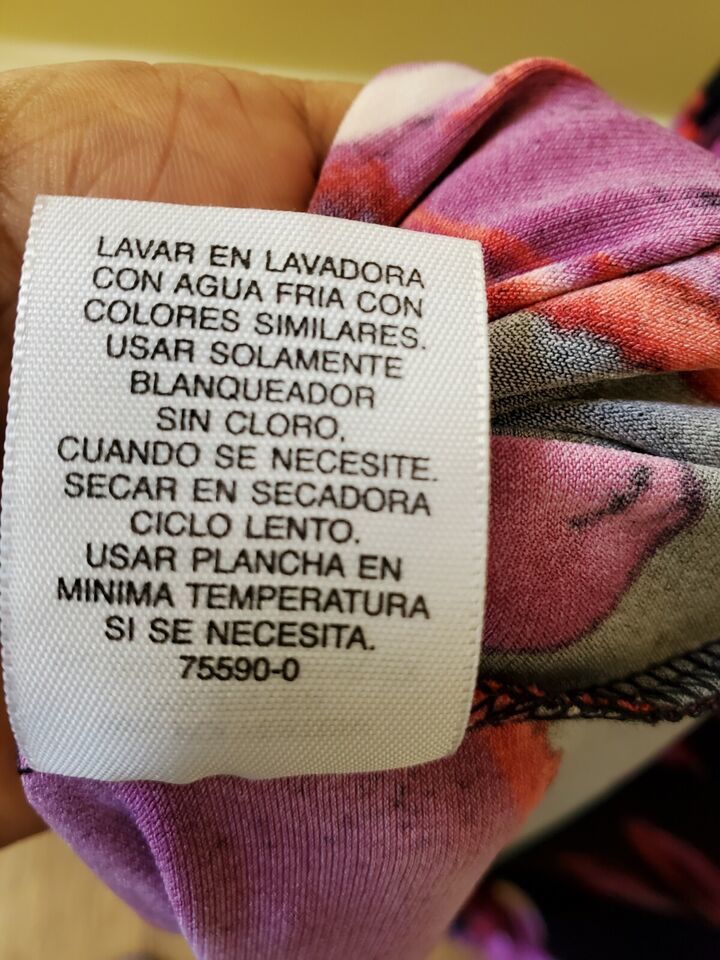 LAVAR EN LAVADORA
CON AGUA FRIA CON
COLORES SIMILARES.
USAR SOLAMENTE
BLANQUEADOR
SIN CLORO,
CUANDO SE NECESITE.
SECAR EN SECADORA
CICLO LENTO.
USAR PLANCHA EN
MINIMA TEMPERATURA
SI SE NECESITA.
75590-0